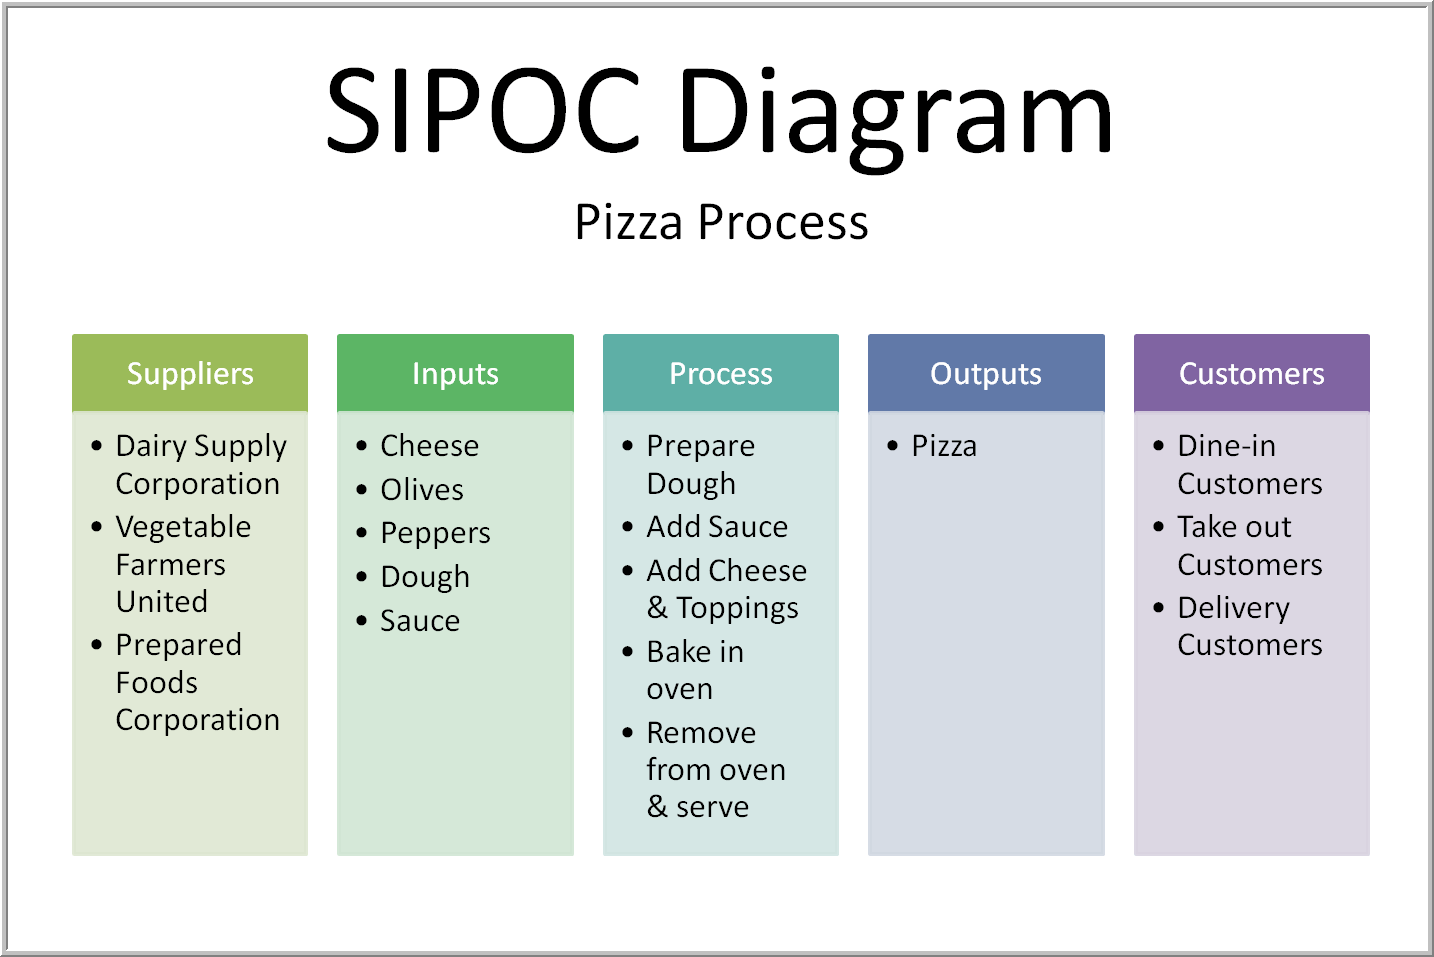 SIPOC Diagram
Pizza Process
Suppliers
• Dairy Supply
Corporation
• Vegetable
Farmers
United
• Prepared
Foods
Corporation
Inputs
• Cheese
• Olives
• Peppers
• Dough
• Sauce
Process
• Prepare
Dough
• Add Sauce
• Add Cheese
& Toppings
• Bake in
oven
• Remove
from oven
& serve
Outputs
• Pizza
Customers
• Dine-in
Customers
• Take out
Customers
• Delivery
Customers